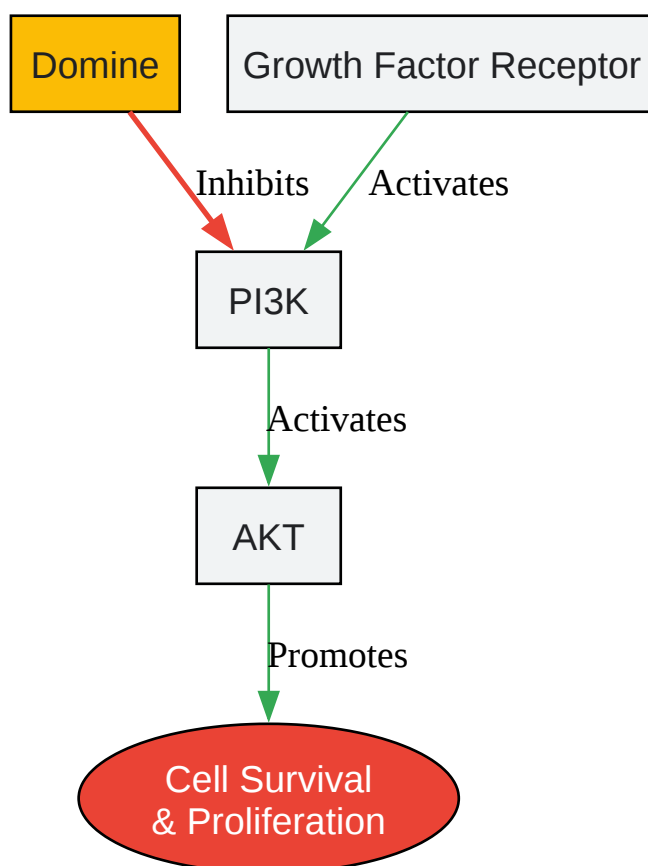 Domine
Growth Factor Receptor
Inhibits
Activates
PI3K
Activates
AKT
Promotes
Cell Survival
& Proliferation